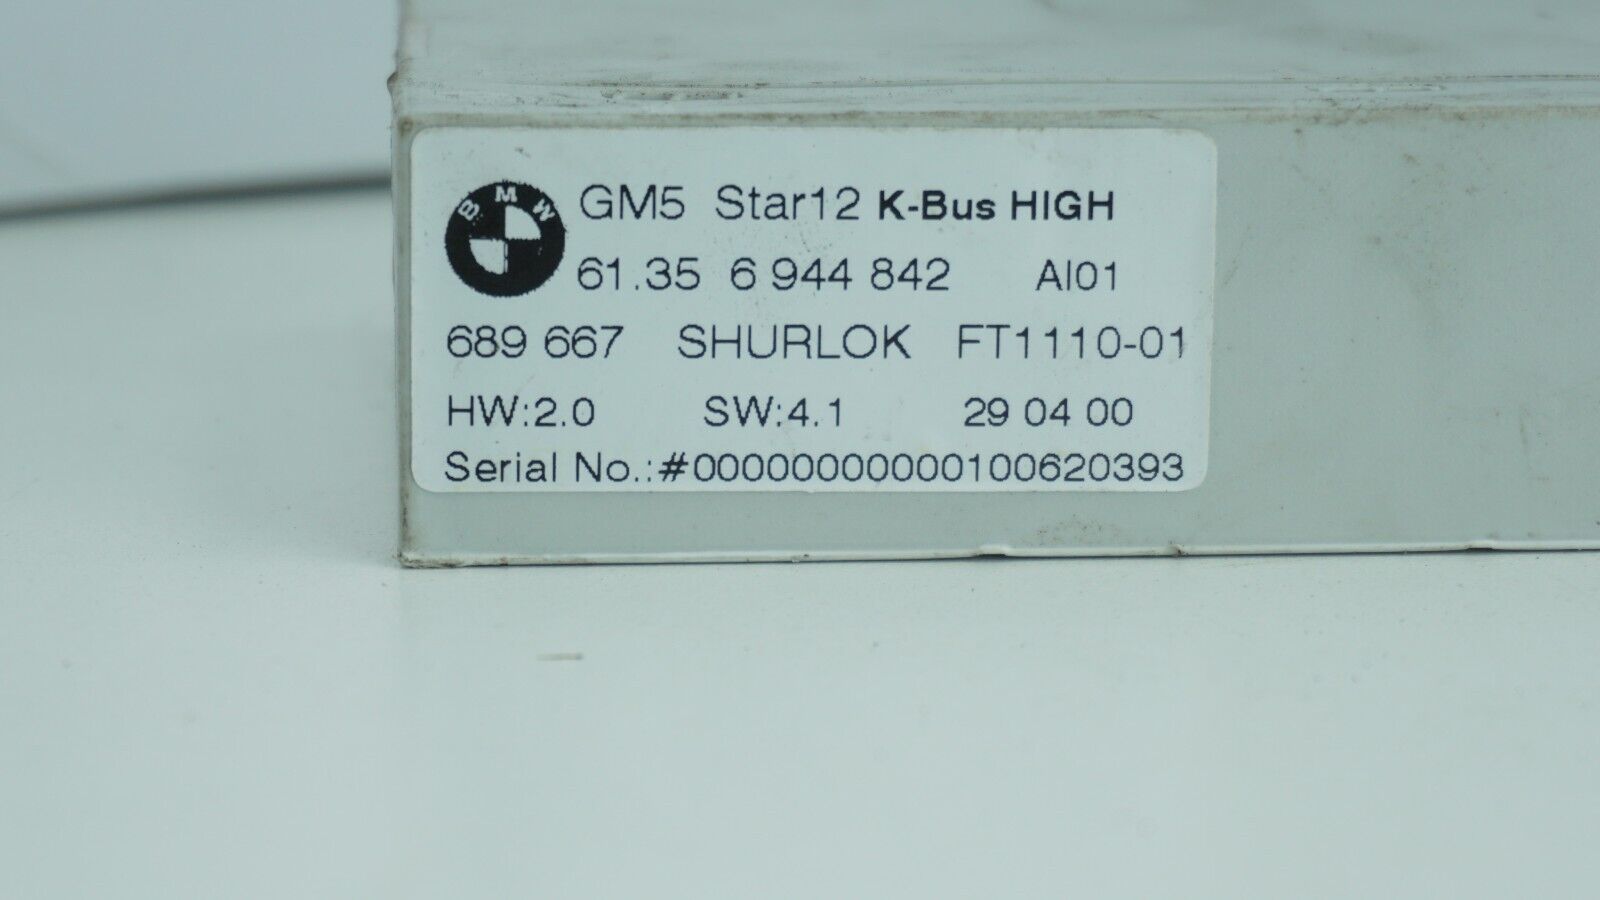 BMW
GM5 Star12 K-Bus HIGH
61.35 6 944 842 AI01
689 667 SHURLOK FT1110-01
HW:2.0 SW:4.1 29 04 00
Serial No.:#00000000000100620393